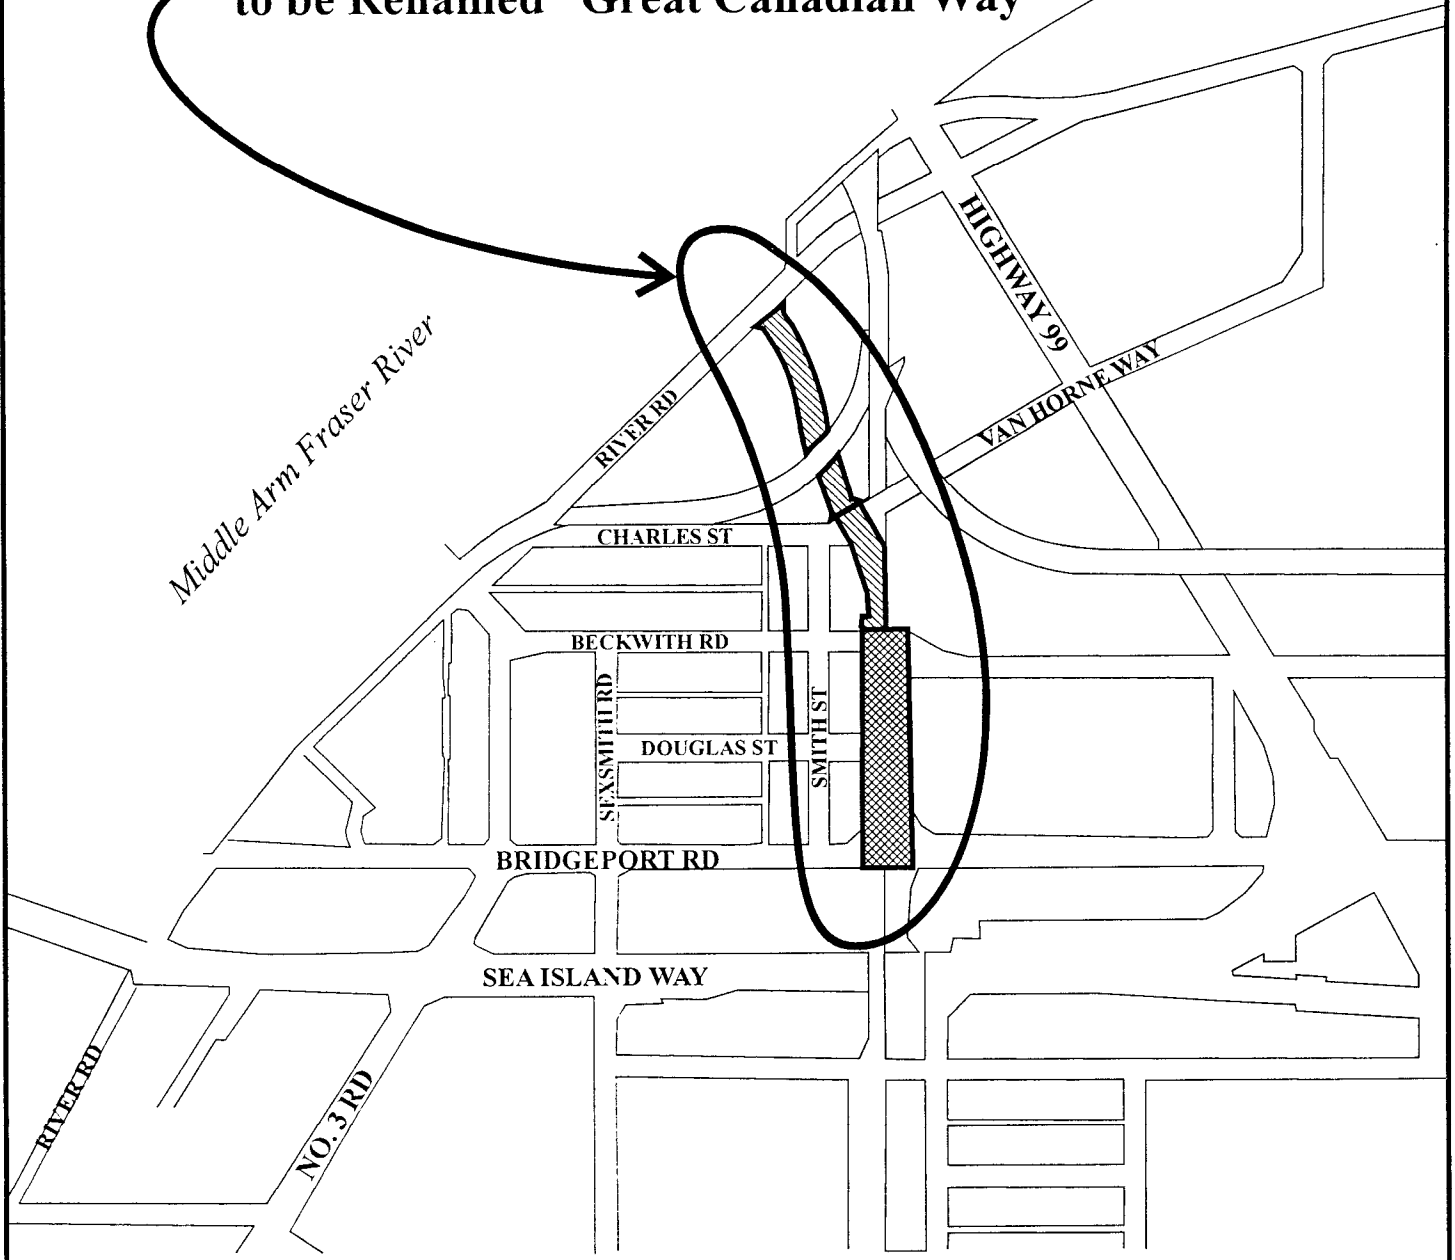 to be Renamed "Great Canadian Way"
HIGHWAY 99
Middle Arm Fraser River
RIVER RD
VAN HORNE WAY
CHARLES ST
BECKWITH RD
SEXSMITH RD
SMITH ST
DOUGLAS ST
BRIDGEPORT RD
SEA ISLAND WAY
RIVER RD
NO. 3 RD